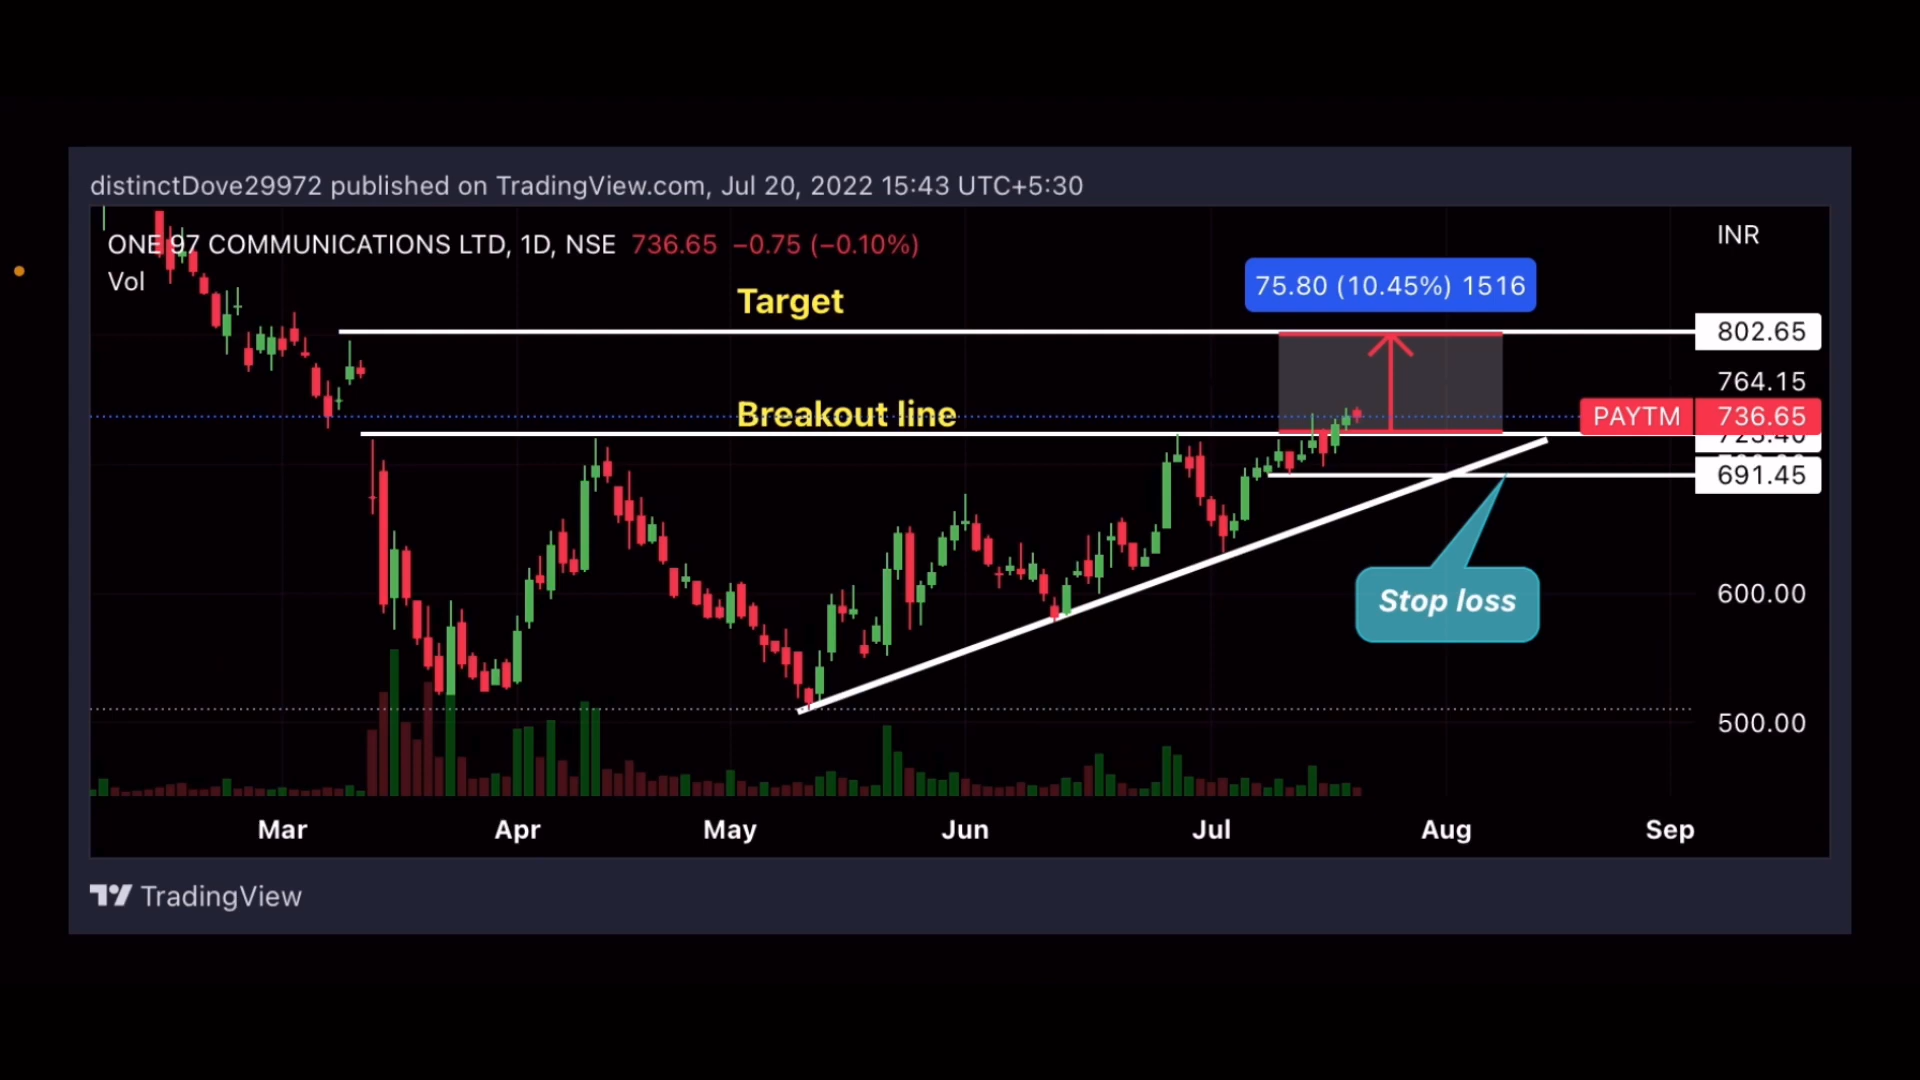 distinctDove29972 published on TradingView.com, Jul 20, 2022 15:43 UTC+5:30
ONE 97 COMMUNICATIONS LTD, 1D, NSE 736.65 −0.75 (−0.10%)
INR
Vol
75.80 (10.45%) 1516
Target
802.65
764.15
Breakout line
PAYTM 736.65
691.45
Stop loss
600.00
500.00
Mar Apr May Jun Jul Aug Sep
TradingView